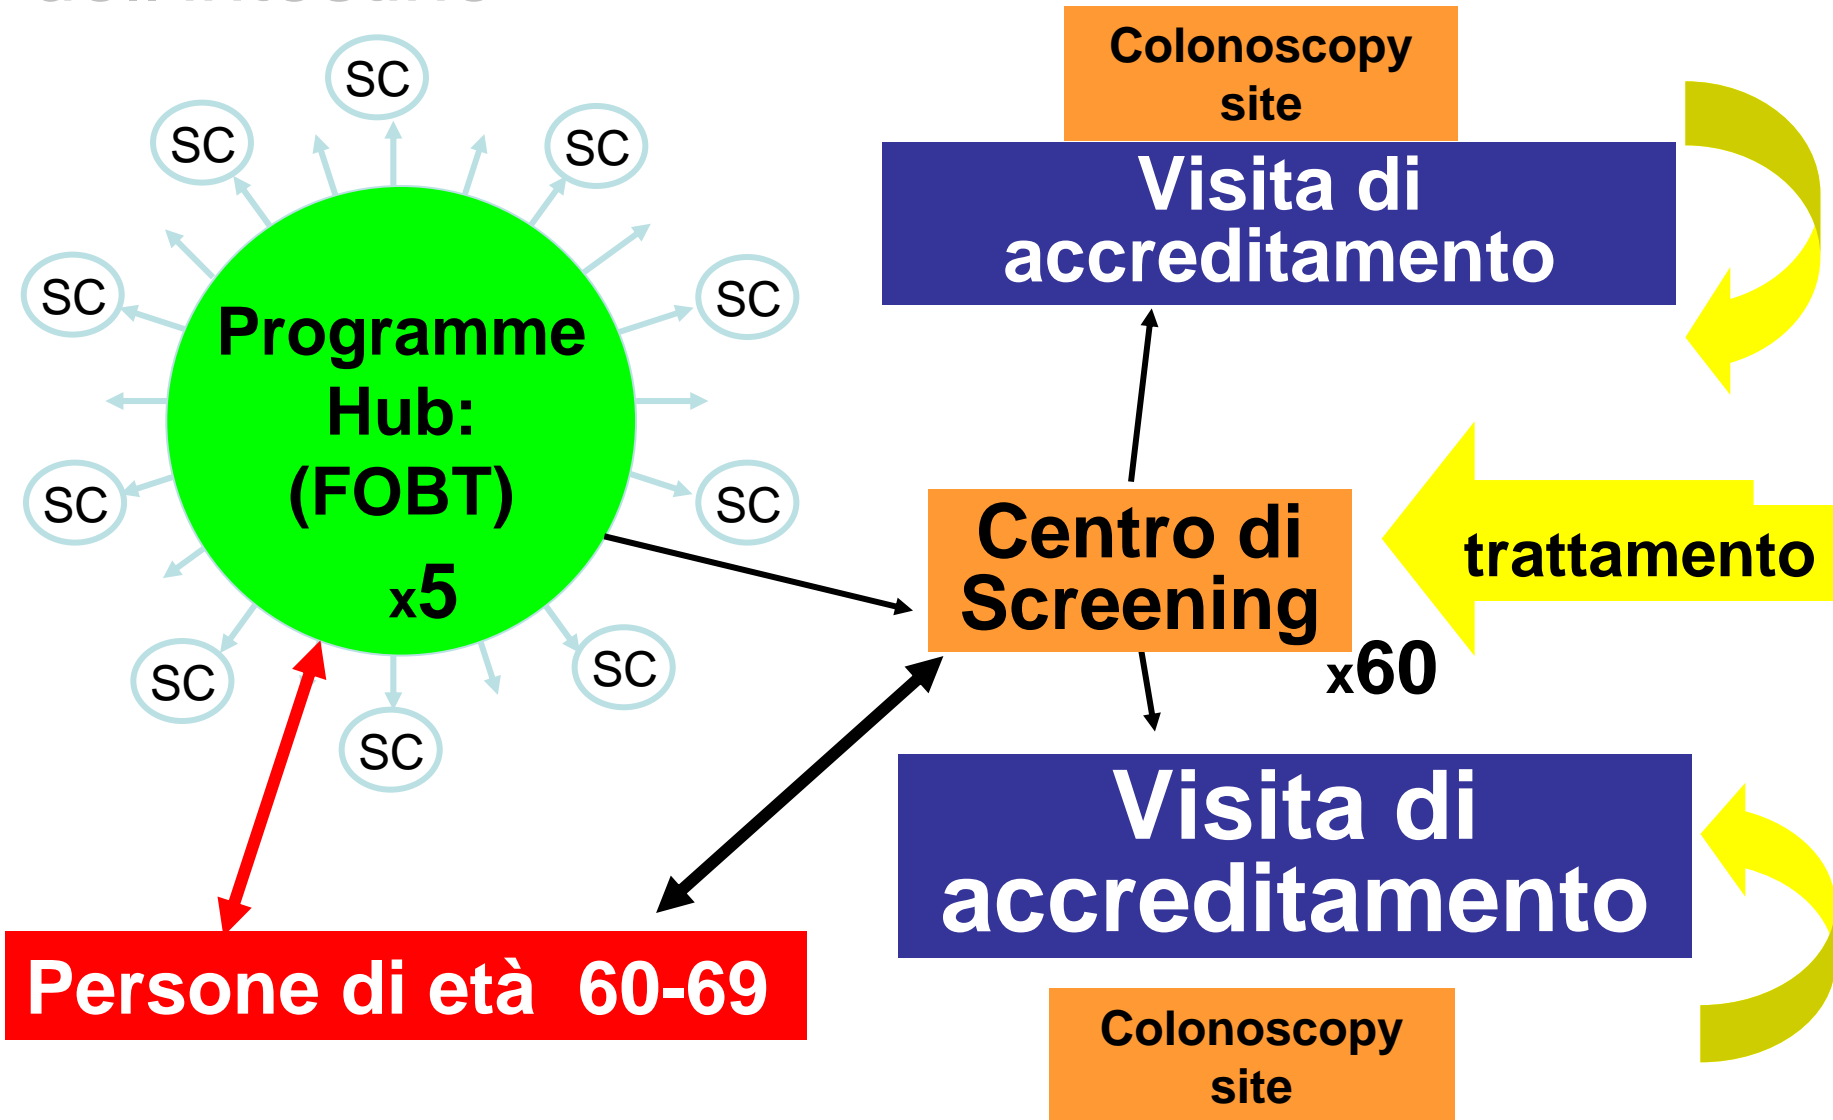 SC
SC
SC
SC
SC
SC
SC
SC
SC
SC
Programme
Hub:
(FOBT)
x5
Persone di età 60-69
Colonoscopy
site
Visita di
accreditamento
Centro di
Screening
x60
trattamento
Visita di
accreditamento
Colonoscopy
site